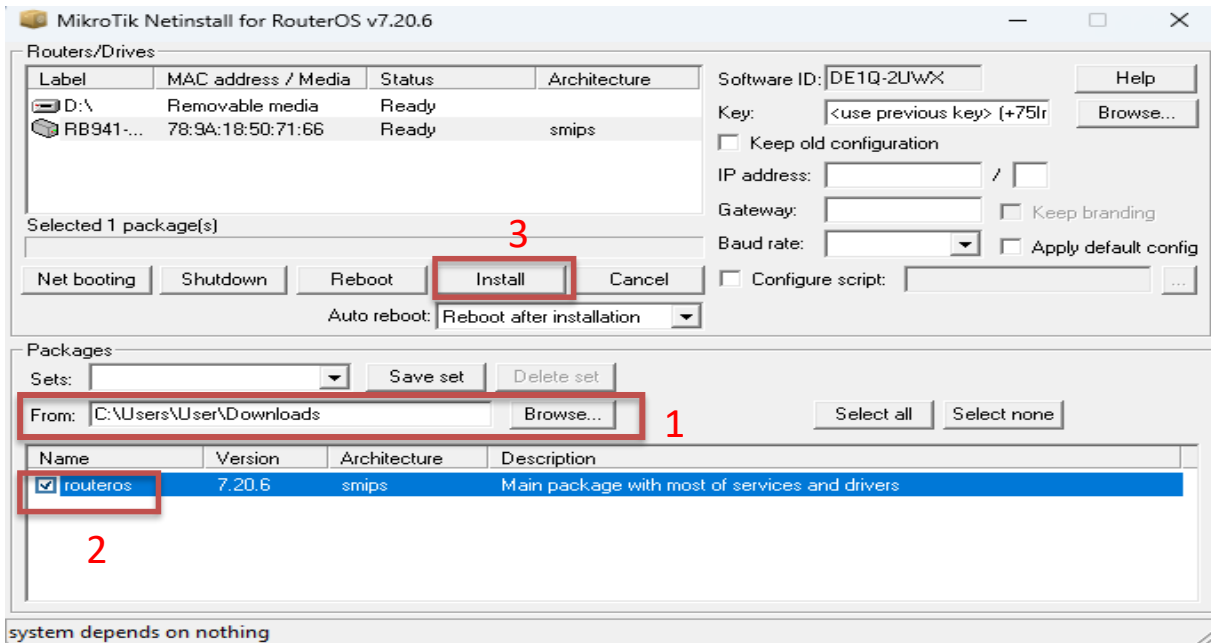 MikroTik Netinstall for RouterOS v7.20.6
Routers/Drives
Label MAC address / Media Status Architecture
D:\ Removable media Ready
RB941-... 78:9A:18:50:71:66 Ready smips
Software ID: DE1Q-2UWX Help
Key: <use previous key> (+75Ir Browse...
Keep old configuration
IP address: /
Gateway: Keep branding
Baud rate: Apply default config
Configure script: ...
Selected 1 package(s)
3
Net booting Shutdown Reboot Install Cancel
Auto reboot: Reboot after installation
Packages
Sets: Save set Delete set
From: C:\Users\User\Downloads Browse... 1 Select all Select none
Name Version Architecture Description
routeros 7.20.6 smips Main package with most of services and drivers
2
system depends on nothing